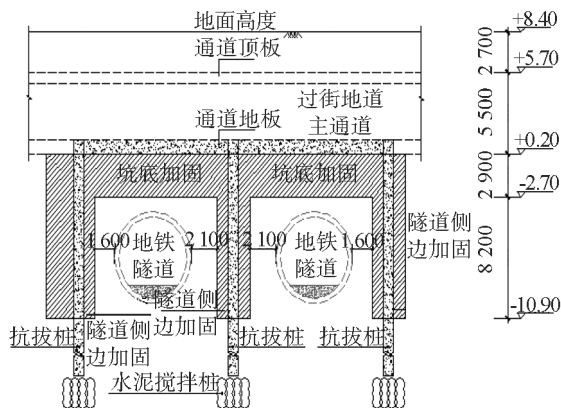 地面高度
通道顶板
通道地板
过街地道
主通道
坑底加固
坑底加固
1 600
地铁
隧道
2 100
2 100
地铁
隧道
1 600
隧道侧
边加固
隧道侧
边加固
隧道侧
边加固
抗拔桩
抗拔桩
抗拔桩
水泥搅拌桩
+8.40
2 700
+5.70
5 500
+0.20
2 900
-2.70
8 200
-10.90